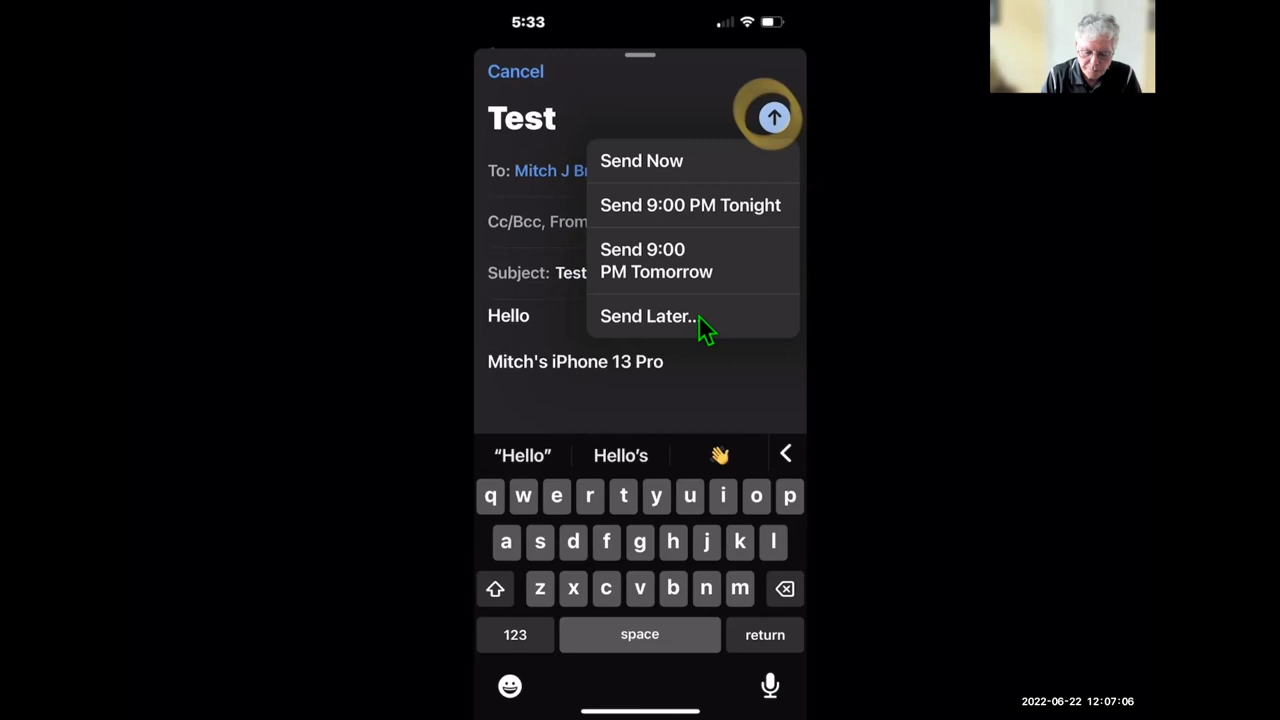 5:33
Cancel
Test
Send Now
To: Mitch J B
Send 9:00 PM Tonight
Cc/Bcc, From
Send 9:00
PM Tomorrow
Subject: Test
Hello
Send Later..
Mitch's iPhone 13 Pro
“Hello” Hello’s 👋
q w e r t y u i o p
a s d f g h j k l
z x c v b n m
123 space return
2022-06-22 12:07:06